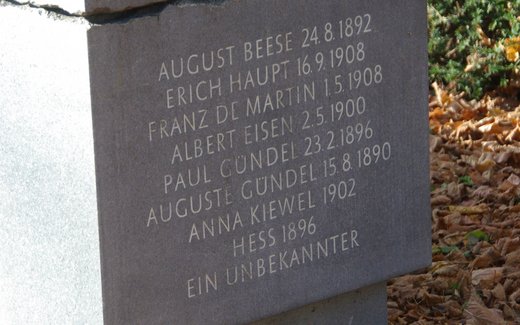 AUGUST BEESE 24.8.1892
ERICH HAUPT 16.9.1908
FRANZ DE MARTIN 1.5.1908
ALBERT EISEN 2.5.1900
PAUL GÜNDEL 23.2.1896
AUGUSTE GÜNDEL 15.8.1890
ANNA KIEWEL 1902
HESS 1896
EIN UNBEKANNTER